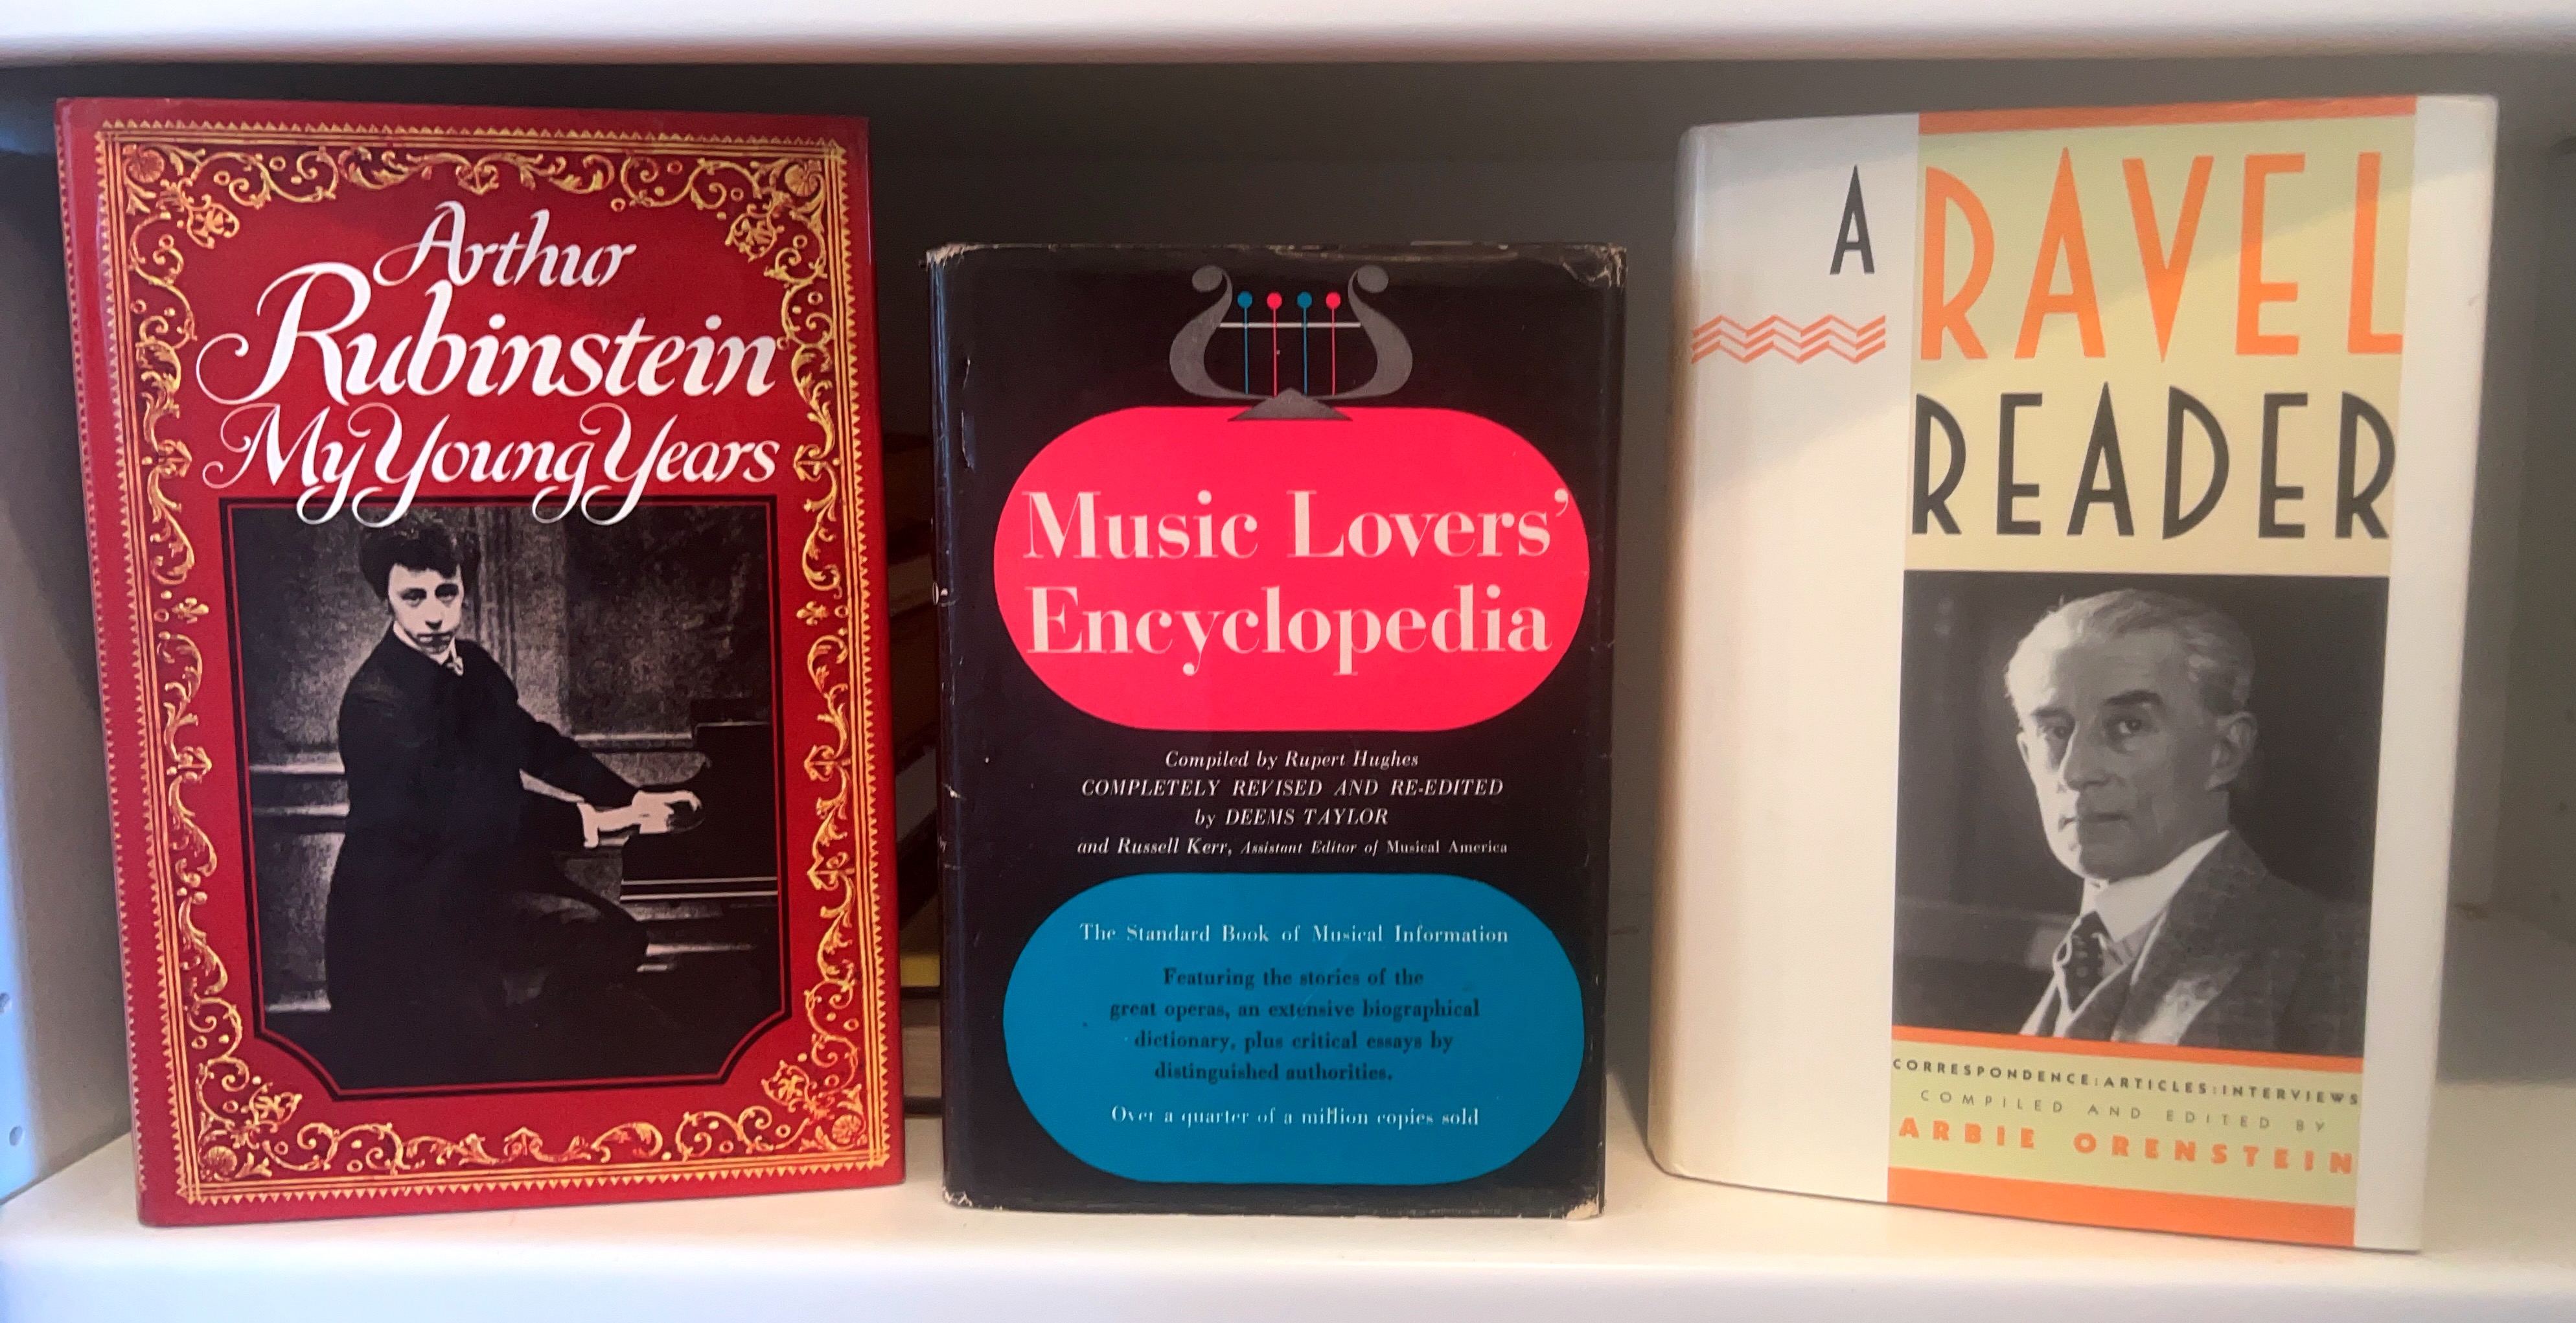 Arthur
Rubinstein
My Young Years
Music Lovers'
Encyclopedia
Compiled by Rupert Hughes
COMPLETELY REVISED AND RE-EDITED
by DEEMS TAYLOR
and Russell Kerr, Assistant Editor of Musical America
The Standard Book of Musical Information
Featuring the stories of the
great operas, an extensive biographical
dictionary, plus critical essays by
distinguished authorities.
Over a quarter of a million copies sold
A RAVEL
READER
CORRESPONDENCE:ARTICLES:INTERVIEWS
COMPILED AND EDITED BY
ARBIE ORENSTEIN